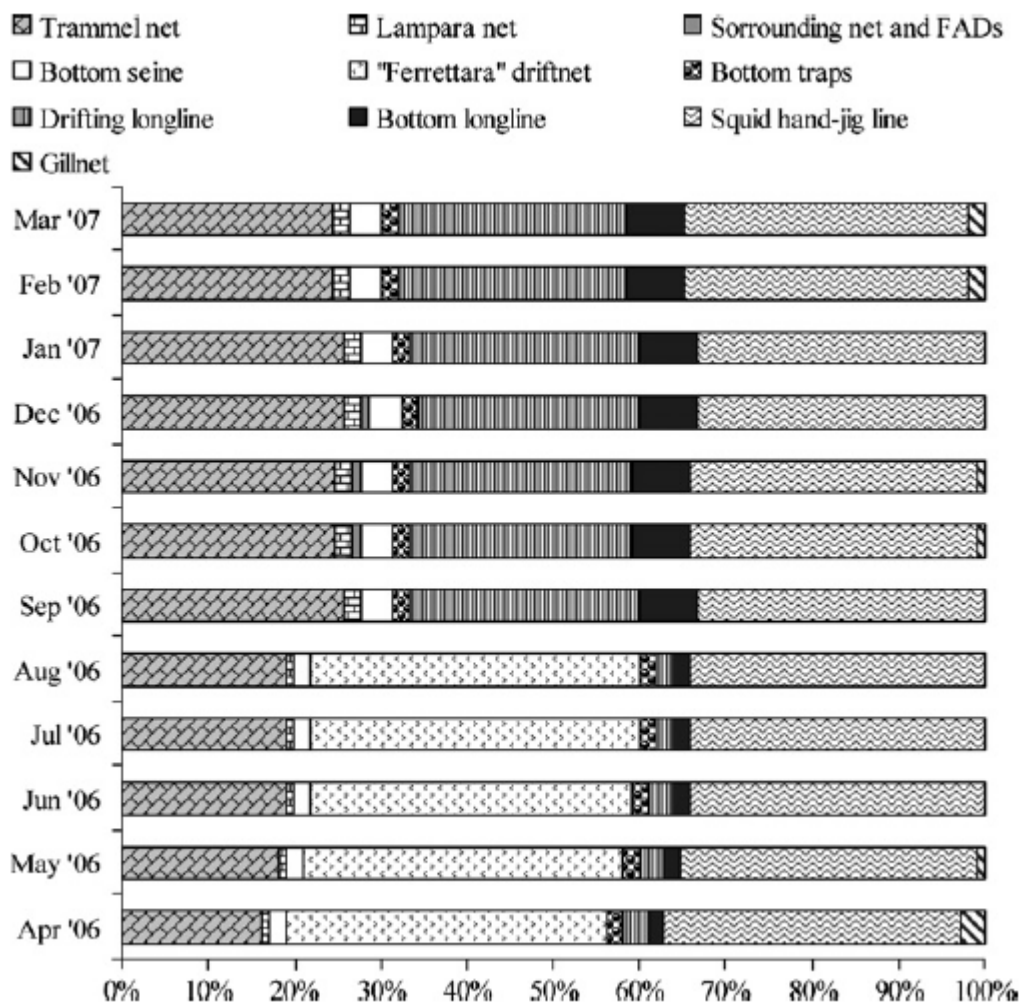 Trammel net Lampara net Sorrounding net and FADs
Bottom seine "Ferrettara" driftnet Bottom traps
Drifting longline Bottom longline Squid hand-jig line
Gillnet
Mar '07
Feb '07
Jan '07
Dec '06
Nov '06
Oct '06
Sep '06
Aug '06
Jul '06
Jun '06
May '06
Apr '06
0% 10% 20% 30% 40% 50% 60% 70% 80% 90% 100%